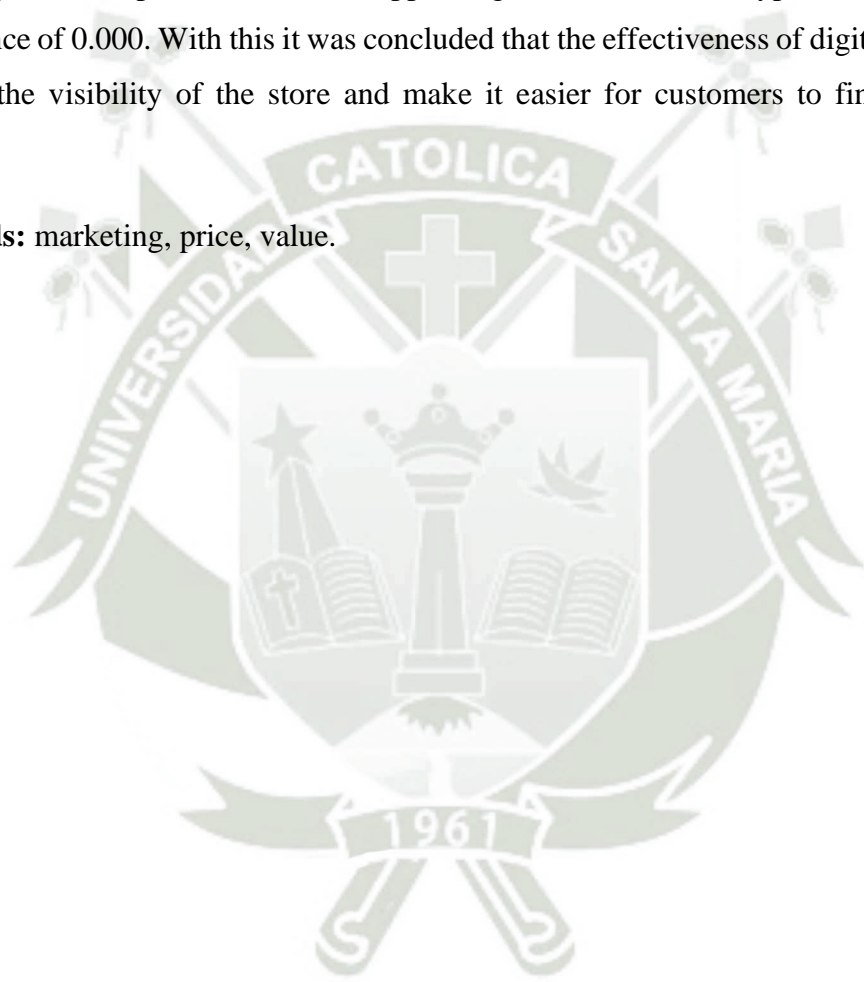 nce of 0.000. With this it was concluded that the effectiveness of digit
the visibility of the store and make it easier for customers to fin
ls: marketing, price, value.
CATOLICA
UNIVERSIDAD
SANTA MARIA
1961